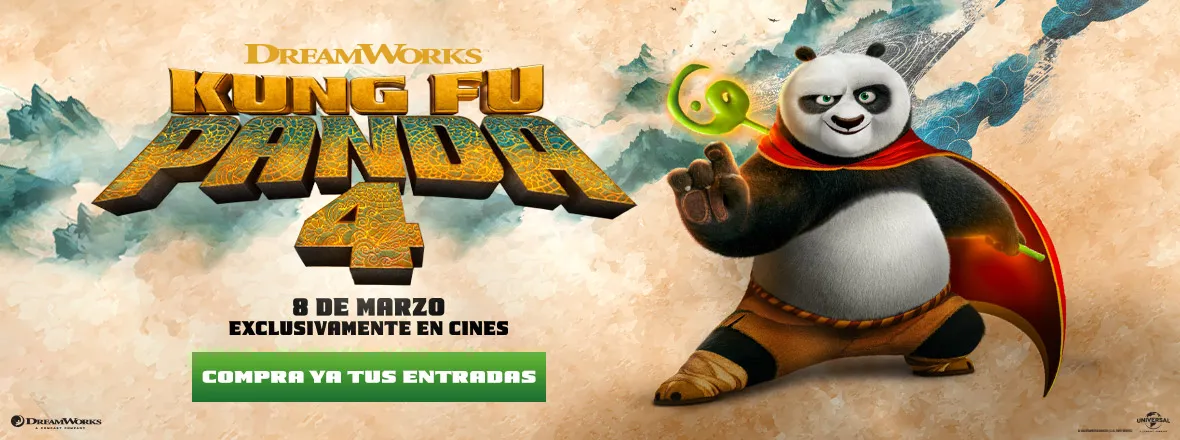 DREAMWORKS
KUNG FU
PANDA
4
8 DE MARZO
EXCLUSIVAMENTE EN CINES
COMPRA YA TUS ENTRADAS
DREAMWORKS
UNIVERSAL